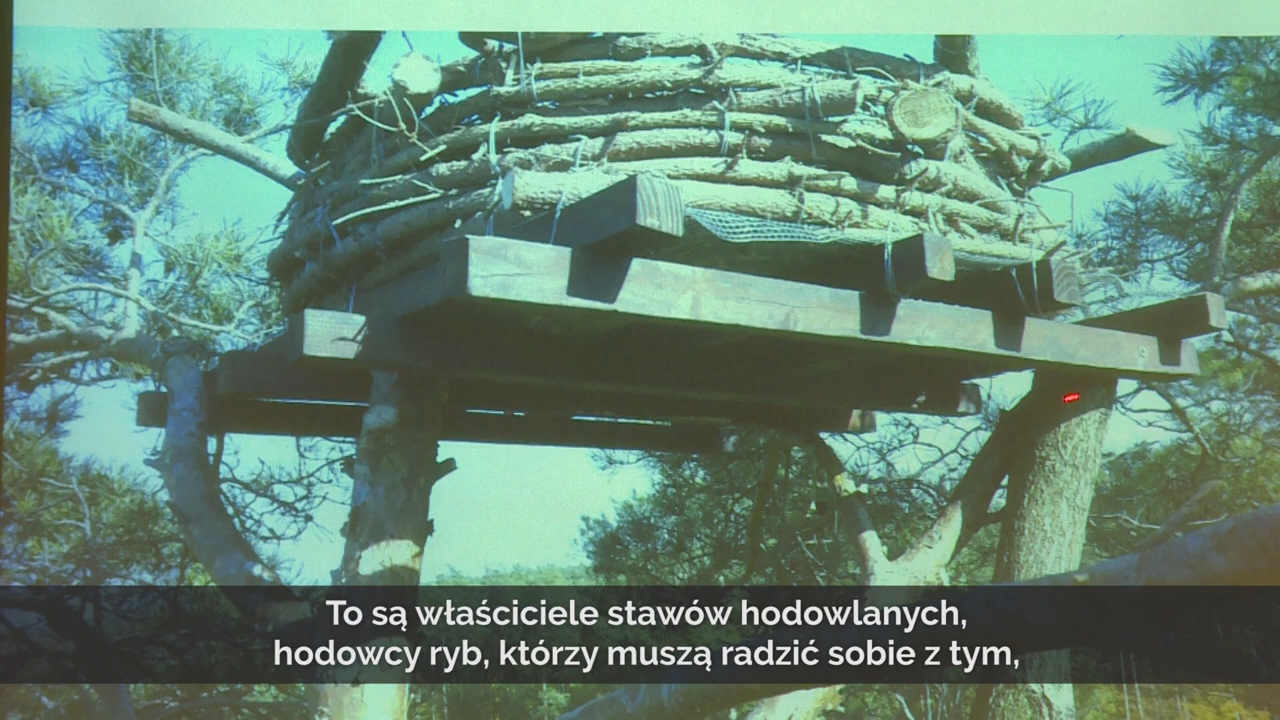 To są właściciele stawów hodowlanych,
hodowcy ryb, którzy muszą radzić sobie z tym,